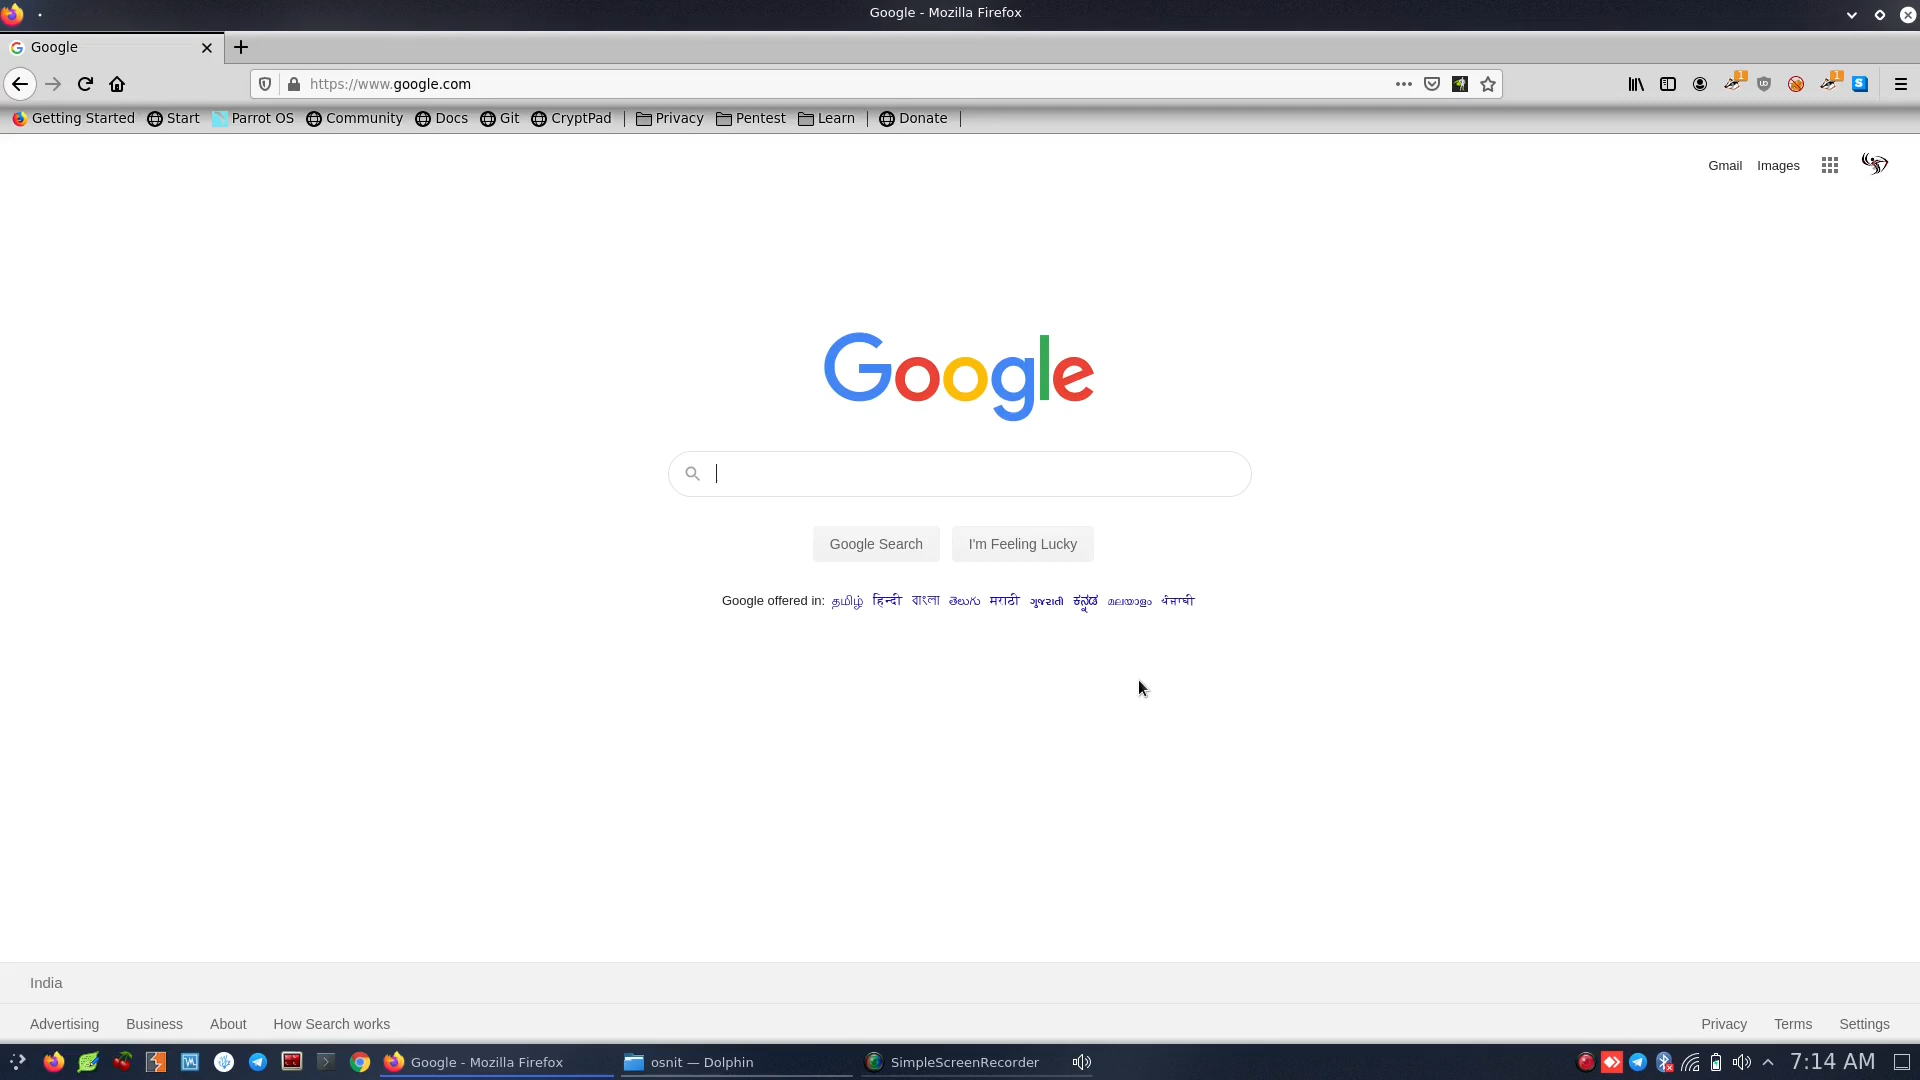 Google - Mozilla Firefox
Google
https://www.google.com
Getting Started Start Parrot OS Community Docs Git CryptPad Privacy Pentest Learn Donate
Gmail Images
Google
Google Search I'm Feeling Lucky
Google offered in: தமிழ் हिन्दी বাংলা తెలుగు मराठी ગુજરાતી ಕನ್ನಡ മലയാളം ਪੰਜਾਬੀ
India
Advertising Business About How Search works Privacy Terms Settings
Google - Mozilla Firefox osnit — Dolphin SimpleScreenRecorder 7:14 AM